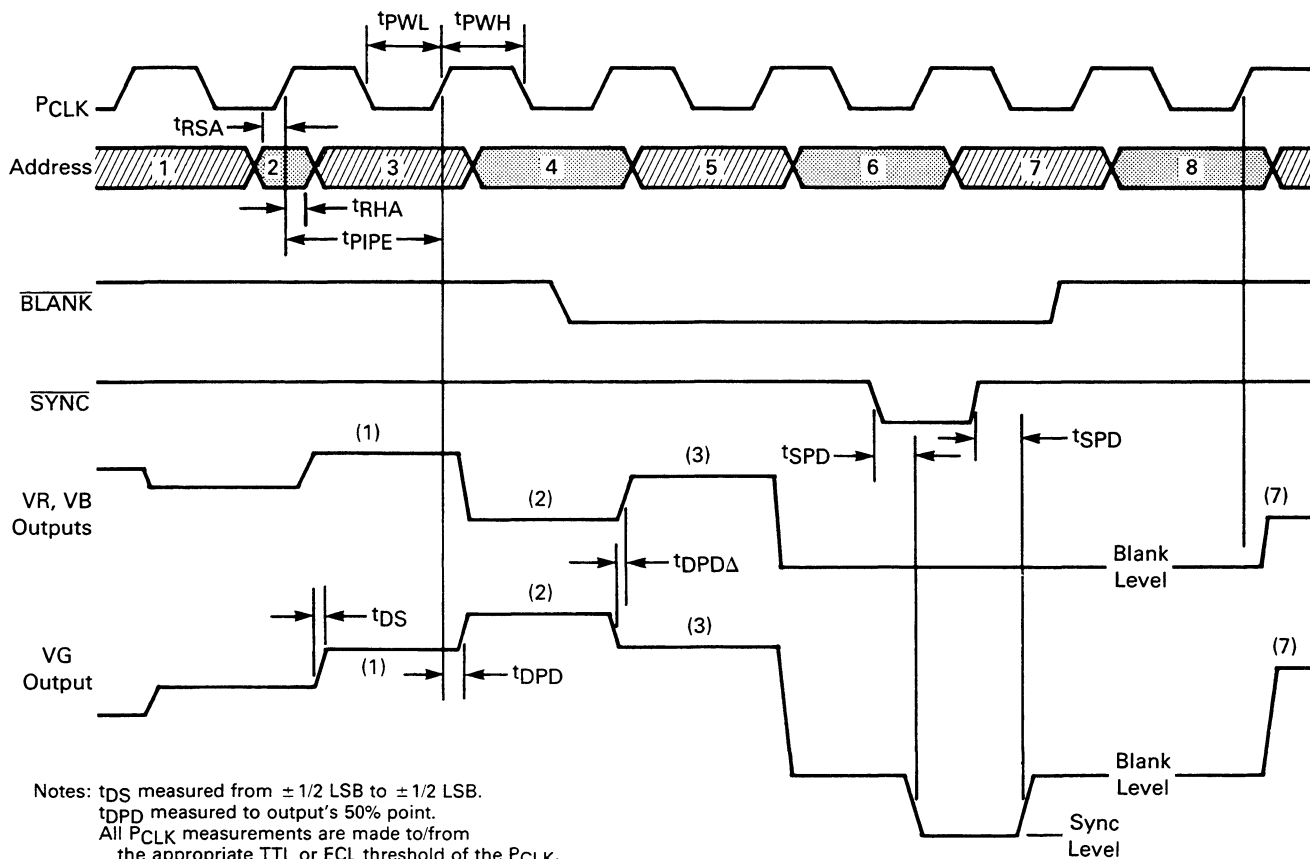 tPWL tPWH
PCLK
tRSA
Address 1 2 3 4 5 6 7 8
tRHA
tPIPE
BLANK
SYNC
(1)
tSPD tSPD
(3)
VR, VB
Outputs
(2)
(7)
Blank
Level
tDPDΔ
(2)
tDS
(3)
(7)
VG
Output
(1)
tDPD
Blank
Level
Notes: tDS measured from ± 1/2 LSB to ± 1/2 LSB.
tDPD measured to output's 50% point.
All PCLK measurements are made to/from
the appropriate TTL or ECL threshold of the PCLK.
Sync
Level